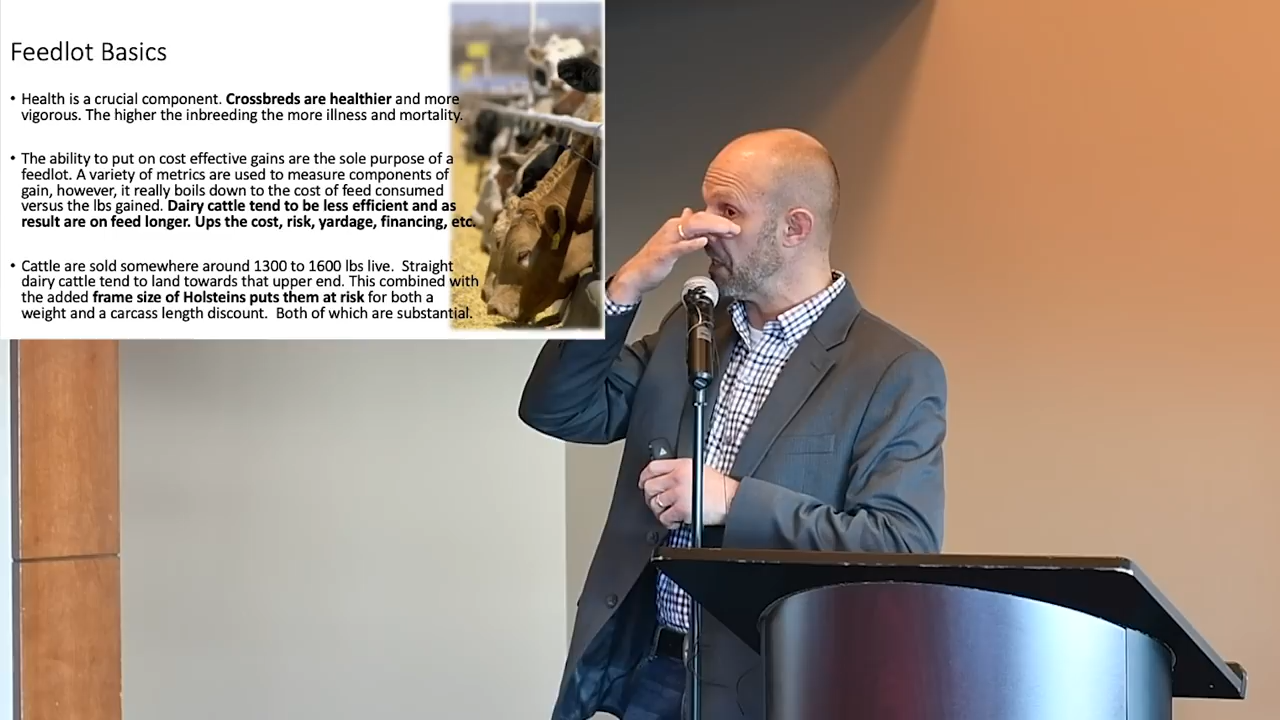 Feedlot Basics
• Health is a crucial component. Crossbreds are healthier and more
vigorous. The higher the inbreeding the more illness and mortality.
• The ability to put on cost effective gains are the sole purpose of a
feedlot. A variety of metrics are used to measure components of
gain, however, it really boils down to the cost of feed consumed
versus the lbs gained. Dairy cattle tend to be less efficient and as
result are on feed longer. Ups the cost, risk, yardage, financing, etc.
• Cattle are sold somewhere around 1300 to 1600 lbs live. Straight
dairy cattle tend to land towards that upper end. This combined with
the added frame size of Holsteins puts them at risk for both a
weight and a carcass length discount. Both of which are substantial.